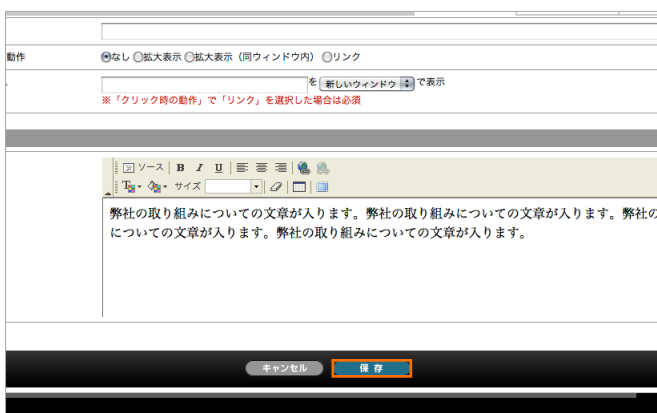 動作
なし 拡大表示 拡大表示（同ウィンドウ内） リンク
を 新しいウィンドウ で表示
※「クリック時の動作」で「リンク」を選択した場合は必須
ソース B I U
サイズ
弊社の取り組みについての文章が入ります。弊社の取り組みについての文章が入ります。弊社の
についての文章が入ります。弊社の取り組みについての文章が入ります。
キャンセル 保存